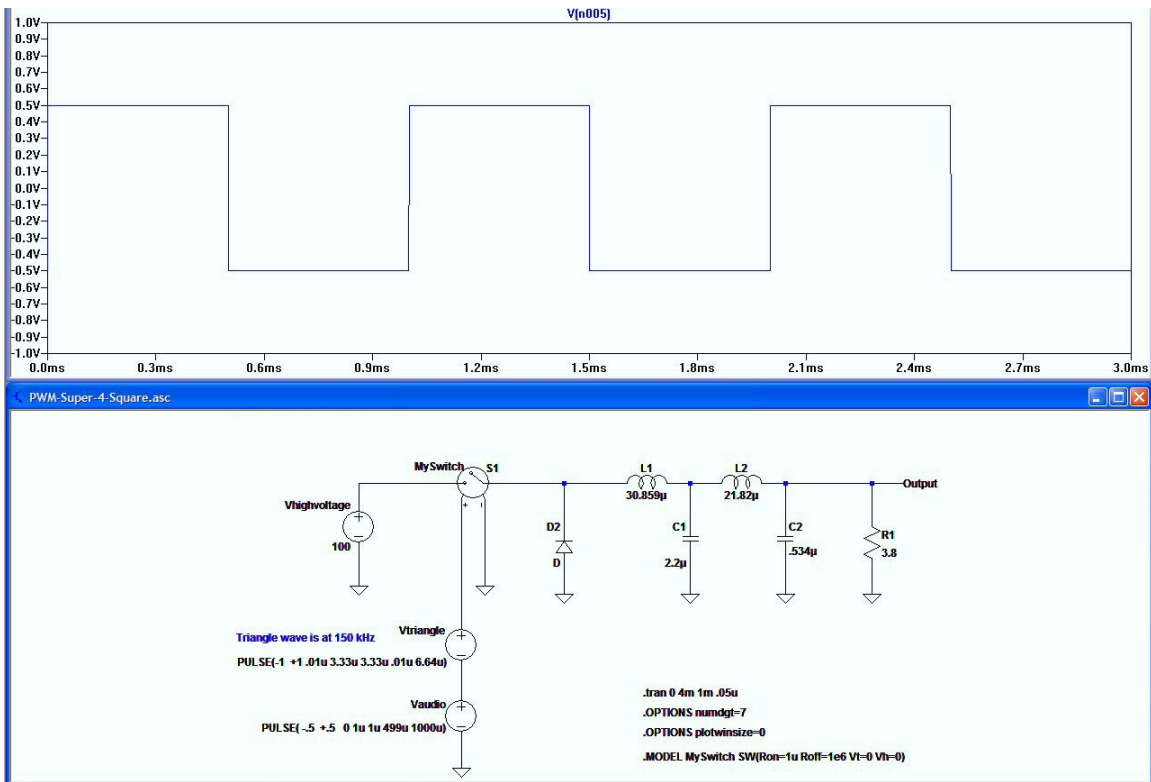 V(n005)
1.0V
0.9V
0.8V
0.7V
0.6V
0.5V
0.4V
0.3V
0.2V
0.1V
0.0V
-0.1V
-0.2V
-0.3V
-0.4V
-0.5V
-0.6V
-0.7V
-0.8V
-0.9V
-1.0V
0.0ms 0.3ms 0.6ms 0.9ms 1.2ms 1.5ms 1.8ms 2.1ms 2.4ms 2.7ms 3.0ms
PWM-Super-4-Square.asc
MySwitch S1 L1 L2
30.859µ 21.82µ Output
Vhighvoltage
100
D2 C1 C2 R1
D 2.2µ .534µ 3.8
Triangle wave is at 150 kHz Vtriangle
PULSE(-1 +1 .01u 3.33u 3.33u .01u 6.64u)
Vaudio
PULSE( -.5 +.5 0 1u 1u 499u 1000u)
.tran 0 4m 1m .05u
.OPTIONS numdgt=7
.OPTIONS plotwinsize=0
.MODEL MySwitch SW(Ron=1u Roff=1e6 Vt=0 Vh=0)